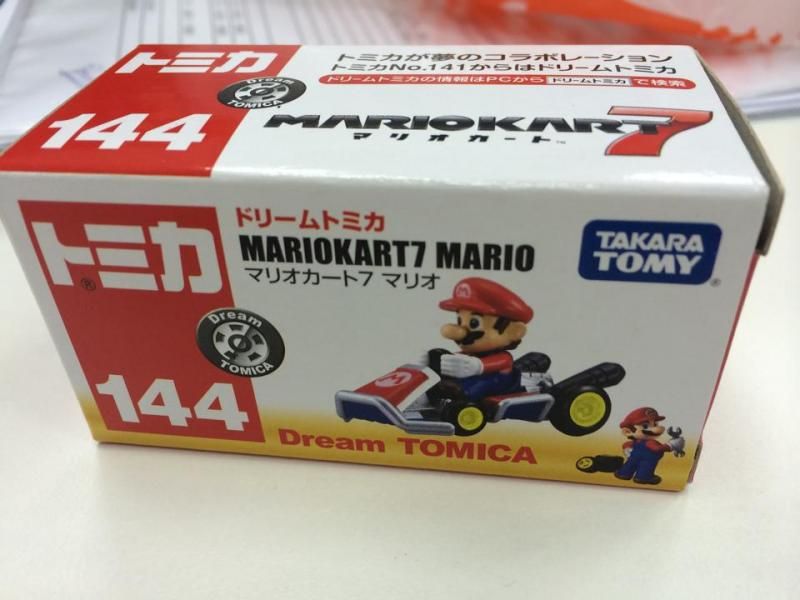 トミカ
Dream
TOMICA
144
トミカが夢のコラボレーション
トミカNo.141からはドリームトミカ
ドリームトミカの情報はPCから ドリームトミカ で検索
MARIOKART7
マリオカート™
トミカ®
Dream
TOMICA
144
ドリームトミカ
MARIOKART7 MARIO
マリオカート7 マリオ
TAKARA
TOMY®
M
M
Dream TOMICA